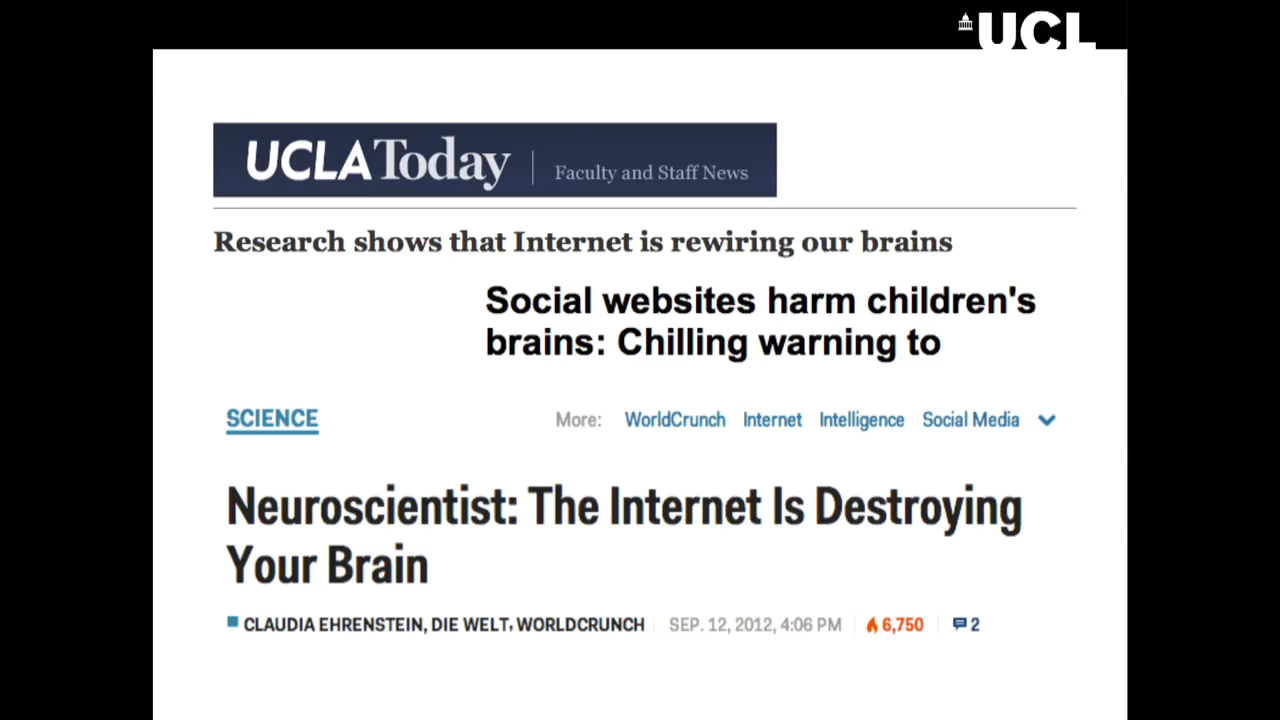 UCL
UCLA Today Faculty and Staff News
Research shows that Internet is rewiring our brains
Social websites harm children's
brains: Chilling warning to
SCIENCE More: WorldCrunch Internet Intelligence Social Media
Neuroscientist: The Internet Is Destroying
Your Brain
CLAUDIA EHRENSTEIN, DIE WELT, WORLDCRUNCH SEP. 12, 2012, 4:06 PM 6,750 2